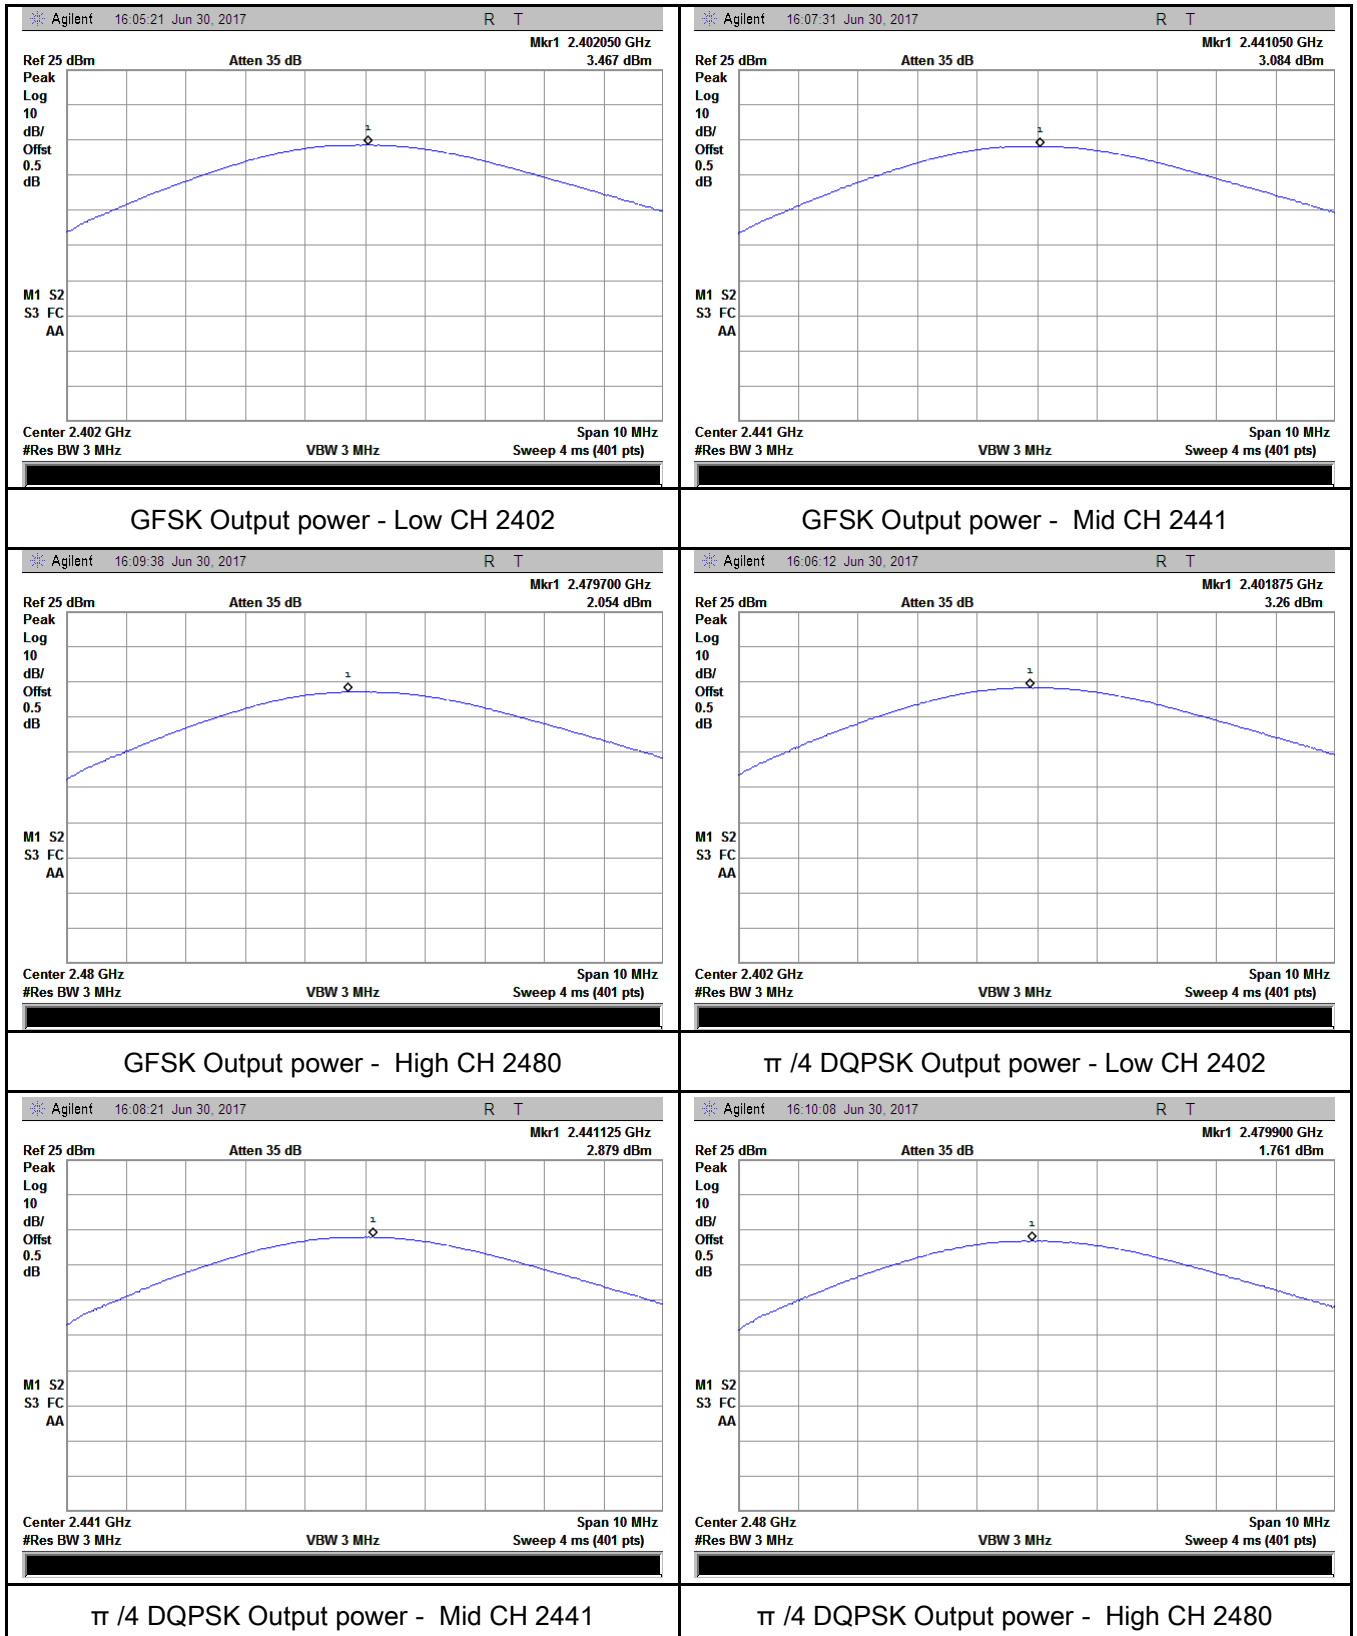 Agilent 16:05:21 Jun 30, 2017 R T
Mkr1 2.402050 GHz
Ref 25 dBm Atten 35 dB 3.467 dBm
Peak
Log
10
dB/
Offst
0.5
dB
1
M1 S2
S3 FC
AA
Center 2.402 GHz Span 10 MHz
#Res BW 3 MHz VBW 3 MHz Sweep 4 ms (401 pts)
GFSK Output power - Low CH 2402
Agilent 16:07:31 Jun 30, 2017 R T
Mkr1 2.441050 GHz
Ref 25 dBm Atten 35 dB 3.084 dBm
Peak
Log
10
dB/
Offst
0.5
dB
1
M1 S2
S3 FC
AA
Center 2.441 GHz Span 10 MHz
#Res BW 3 MHz VBW 3 MHz Sweep 4 ms (401 pts)
GFSK Output power - Mid CH 2441
Agilent 16:09:38 Jun 30, 2017 R T
Mkr1 2.479700 GHz
Ref 25 dBm Atten 35 dB 2.054 dBm
Peak
Log
10
dB/
Offst
0.5
dB
1
M1 S2
S3 FC
AA
Center 2.48 GHz Span 10 MHz
#Res BW 3 MHz VBW 3 MHz Sweep 4 ms (401 pts)
GFSK Output power - High CH 2480
Agilent 16:06:12 Jun 30, 2017 R T
Mkr1 2.401875 GHz
Ref 25 dBm Atten 35 dB 3.26 dBm
Peak
Log
10
dB/
Offst
0.5
dB
1
M1 S2
S3 FC
AA
Center 2.402 GHz Span 10 MHz
#Res BW 3 MHz VBW 3 MHz Sweep 4 ms (401 pts)
π /4 DQPSK Output power - Low CH 2402
Agilent 16:08:21 Jun 30, 2017 R T
Mkr1 2.441125 GHz
Ref 25 dBm Atten 35 dB 2.879 dBm
Peak
Log
10
dB/
Offst
0.5
dB
1
M1 S2
S3 FC
AA
Center 2.441 GHz Span 10 MHz
#Res BW 3 MHz VBW 3 MHz Sweep 4 ms (401 pts)
π /4 DQPSK Output power - Mid CH 2441
Agilent 16:10:08 Jun 30, 2017 R T
Mkr1 2.479900 GHz
Ref 25 dBm Atten 35 dB 1.761 dBm
Peak
Log
10
dB/
Offst
0.5
dB
1
M1 S2
S3 FC
AA
Center 2.48 GHz Span 10 MHz
#Res BW 3 MHz VBW 3 MHz Sweep 4 ms (401 pts)
π /4 DQPSK Output power - High CH 2480